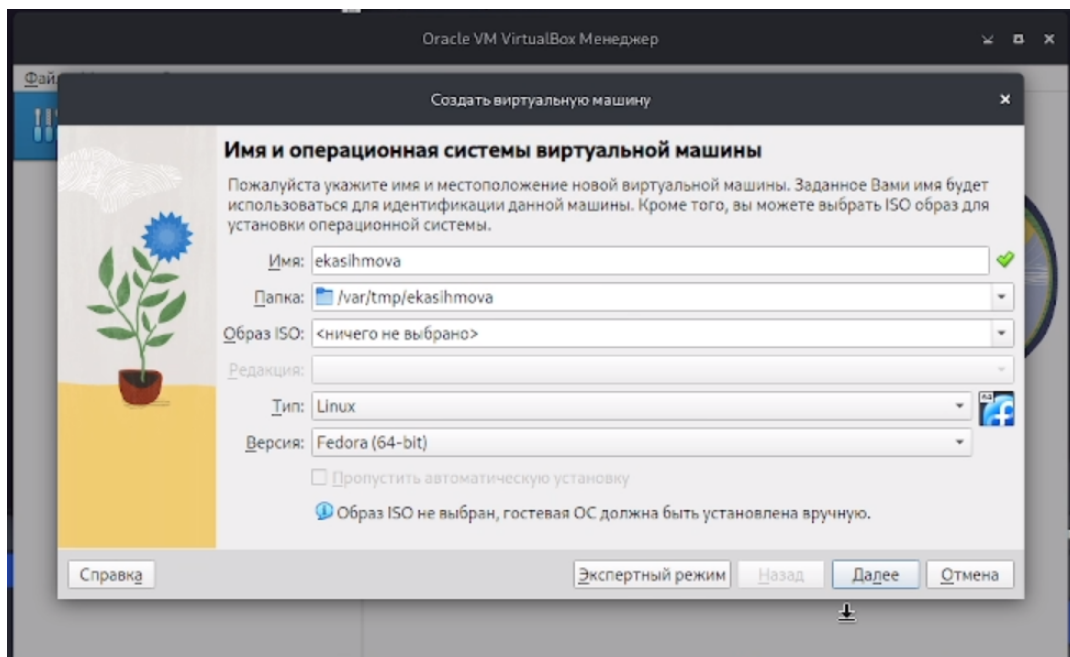 Oracle VM VirtualBox Менеджер
Файл
Создать виртуальную машину
Имя и операционная системы виртуальной машины
Пожалуйста укажите имя и местоположение новой виртуальной машины. Заданное Вами имя будет
использоваться для идентификации данной машины. Кроме того, вы можете выбрать ISO образ для
установки операционной системы.
Имя: ekasihmova
Папка: /var/tmp/ekasihmova
Образ ISO: <ничего не выбрано>
Редакция:
Тип: Linux
Версия: Fedora (64-bit)
Пропустить автоматическую установку
Образ ISO не выбран, гостевая ОС должна быть установлена вручную.
Справка Экспертный режим Назад Далее Отмена